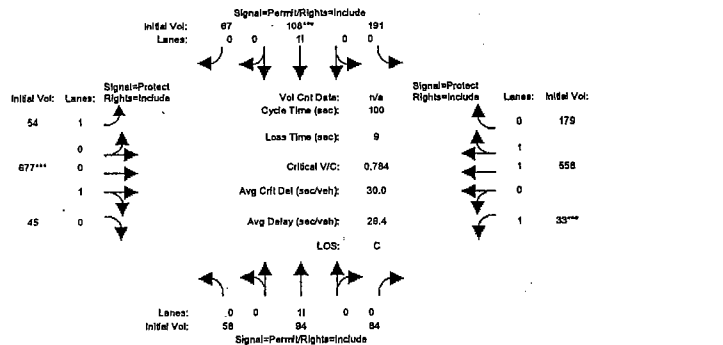 Signal=Permit/Rights=Include
Initial Vol: 67 108*** 191
Lanes: 0 0 1! 0 0
Signal=Protect
Initial Vol: Lanes: Rights=Include
Vol Cnt Data: n/a
Signal=Protect
Rights=Include Lanes: Initial Vol:
Cycle Time (sec): 100
54 1
0 179
Loss Time (sec): 9
0
1
677*** 0
Critical V/C: 0.784
1 558
1
Avg Crit Del (sec/veh): 30.0
0
45 0
Avg Delay (sec/veh): 28.4
1 33***
LOS: C
Lanes: 0 0 1! 0 0
Initial Vol: 58 94 84
Signal=Permit/Rights=Include